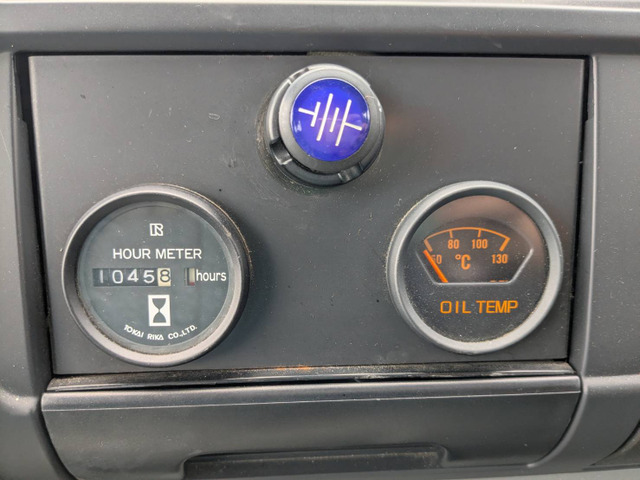 HOUR METER
10458 hours
TOKAI RIKA CO.,LTD.
80 100
130
°C
OIL TEMP